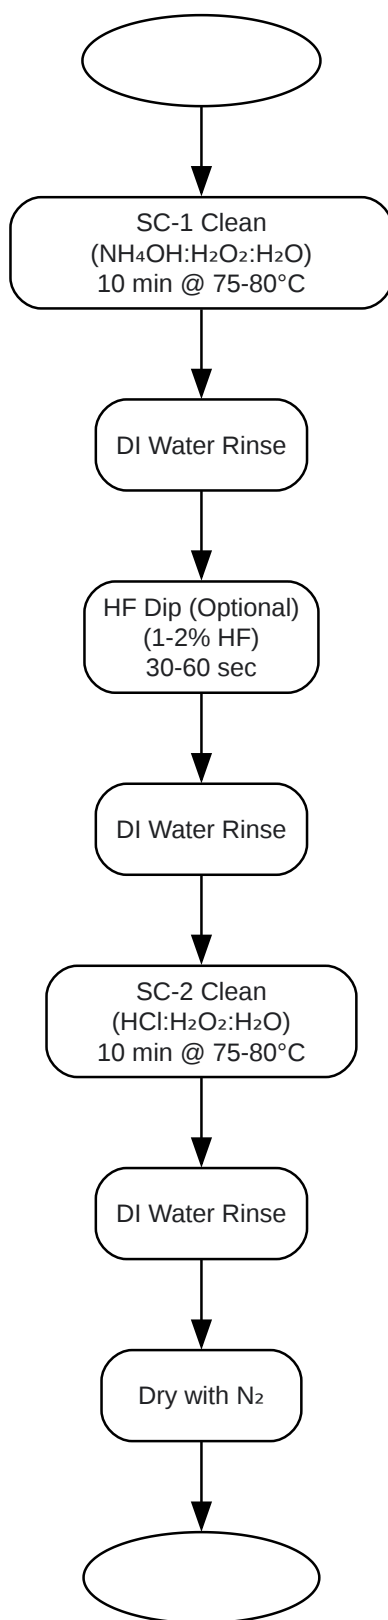 SC-1 Clean
(NH₄OH:H₂O₂:H₂O)
10 min @ 75-80°C
DI Water Rinse
HF Dip (Optional)
(1-2% HF)
30-60 sec
DI Water Rinse
SC-2 Clean
(HCl:H₂O₂:H₂O)
10 min @ 75-80°C
DI Water Rinse
Dry with N₂